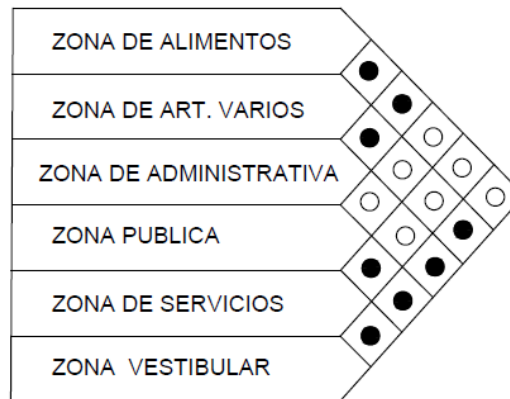 ZONA DE ALIMENTOS
ZONA DE ART. VARIOS
ZONA DE ADMINISTRATIVA
ZONA PUBLICA
ZONA DE SERVICIOS
ZONA VESTIBULAR